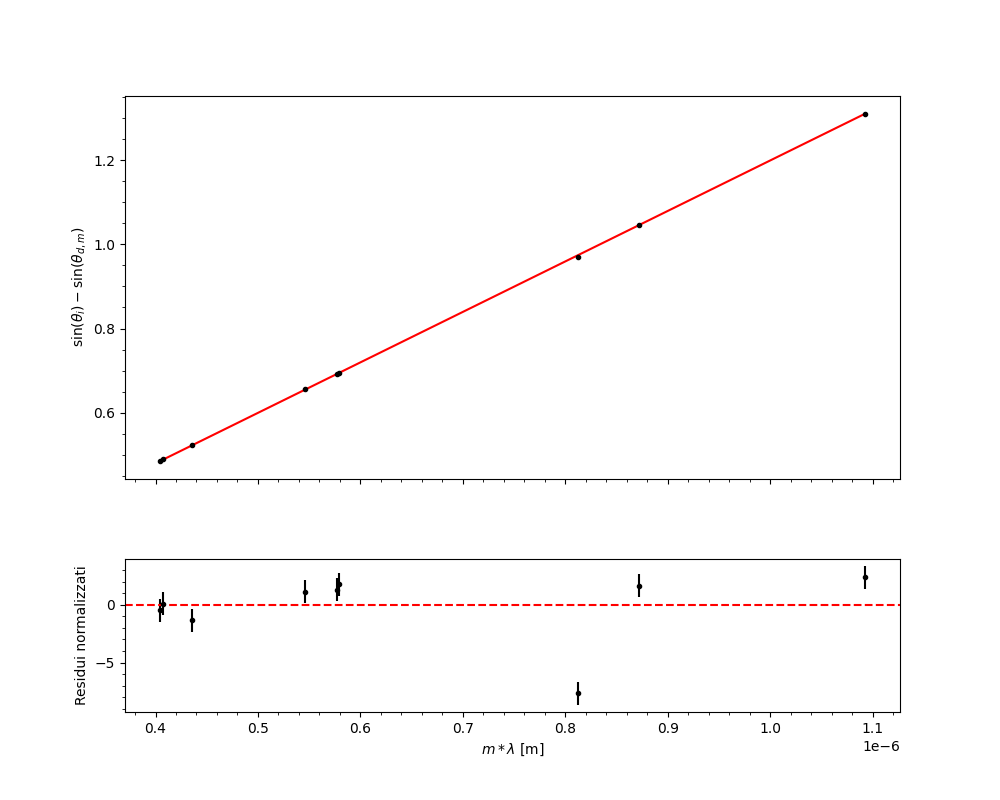 1.2
1.0
0.8
0.6
sin(θ_i) − sin(θ_{d,m})
0
−5
Residui normalizzati
0.4 0.5 0.6 0.7 0.8 0.9 1.0 1.1
1e−6
m * λ [m]